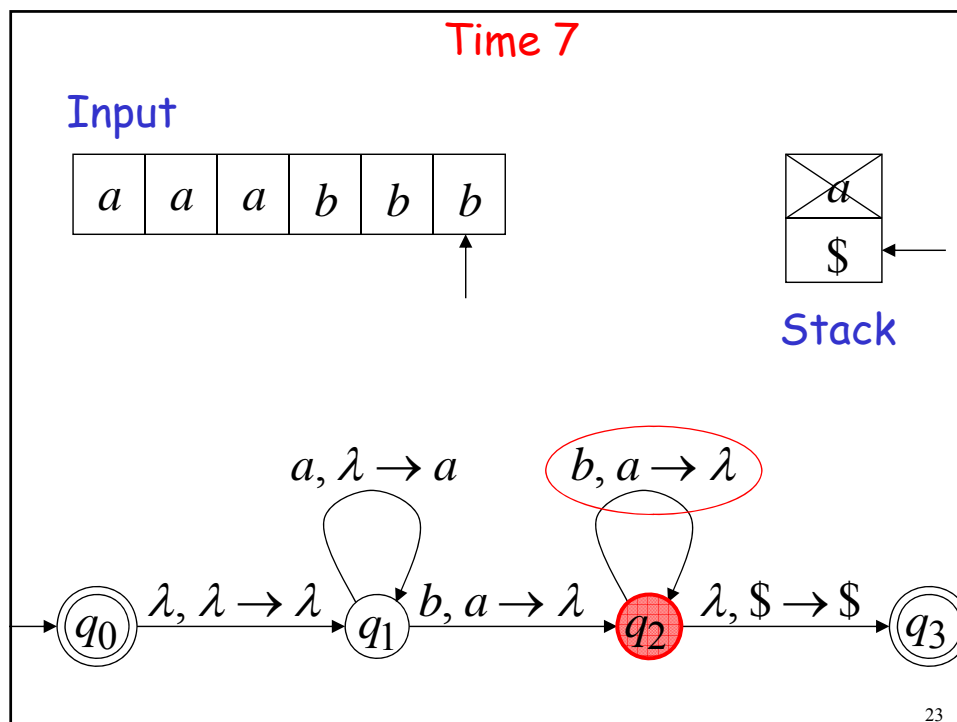 Time 7
Input
a a a b b b
a
$
Stack
a, λ → a
b, a → λ
q0 λ, λ → λ q1 b, a → λ q2 λ, $ → $ q3
23